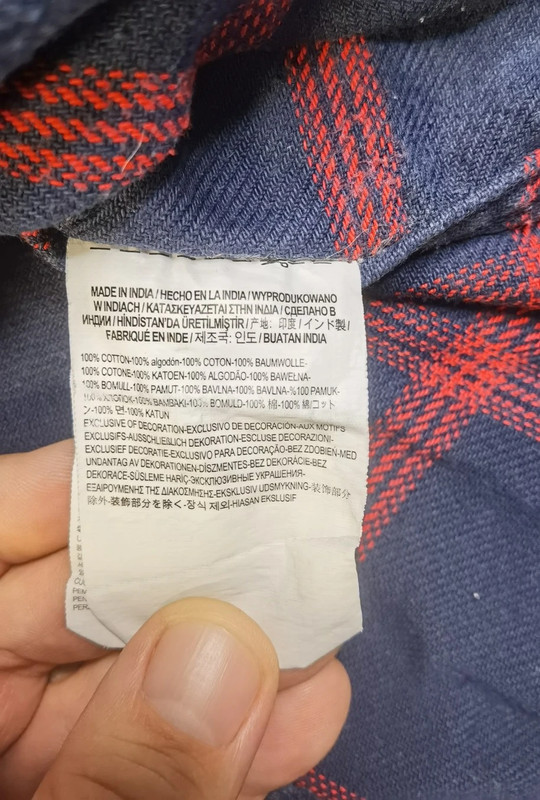 MADE IN INDIA / HECHO EN LA INDIA / WYPRODUKOWANO
W INDIACH / ΚΑΤΑΣΚΕΥΑΖΕΤΑΙ ΣΤΗΝ ΙΝΔΙΑ / СДЕЛАНО В
ИНДИИ / HİNDİSTAN'DA ÜRETİLMİŞTİR / 产地: 印度 / インド製 /
FABRIQUÉ EN INDE / 제조국: 인도 / BUATAN INDIA
100% COTTON-100% algodón-100% COTON-100% BAUMWOLLE-
100% COTONE-100% KATOEN-100% ALGODÃO-100% BAWEŁNA-
100% BOMULL-100% PAMUT-100% BAVLNA-100% BAVLNA-%100 PAMUK-
100% ΒΑΜΒΑΚΙ-100% BOMULD-100% 棉-100% 綿/コット
ン-100% 면-100% KATUN
EXCLUSIVE OF DECORATION-EXCLUSIVO DE DECORACIÓN-AUX MOTIFS
EXCLUSIFS-AUSSCHLIEßLICH DEKORATION-ESCLUSE DECORAZIONI-
EXCLUSIEF DECORATIE-EXCLUSIVO PARA DECORAÇÃO-BEZ ZDOBIEN-MED
UNDANTAG AV DEKORATIONEN-DÍSZMENTES-BEZ DEKORÁCIE-BEZ
DEKORACE-SÜSLEME HARİÇ-ЭКСКЛЮЗИВНЫЕ УКРАШЕНИЯ-
ΕΞΑΙΡΟΥΜΕΝΗΣ ΤΗΣ ΔΙΑΚΟΣΜΗΣΗΣ-EKSKLUSIV UDSMYKNING-装饰部分
除外-装飾部分を除く-장식 제외-HIASAN EKSKLUSIF